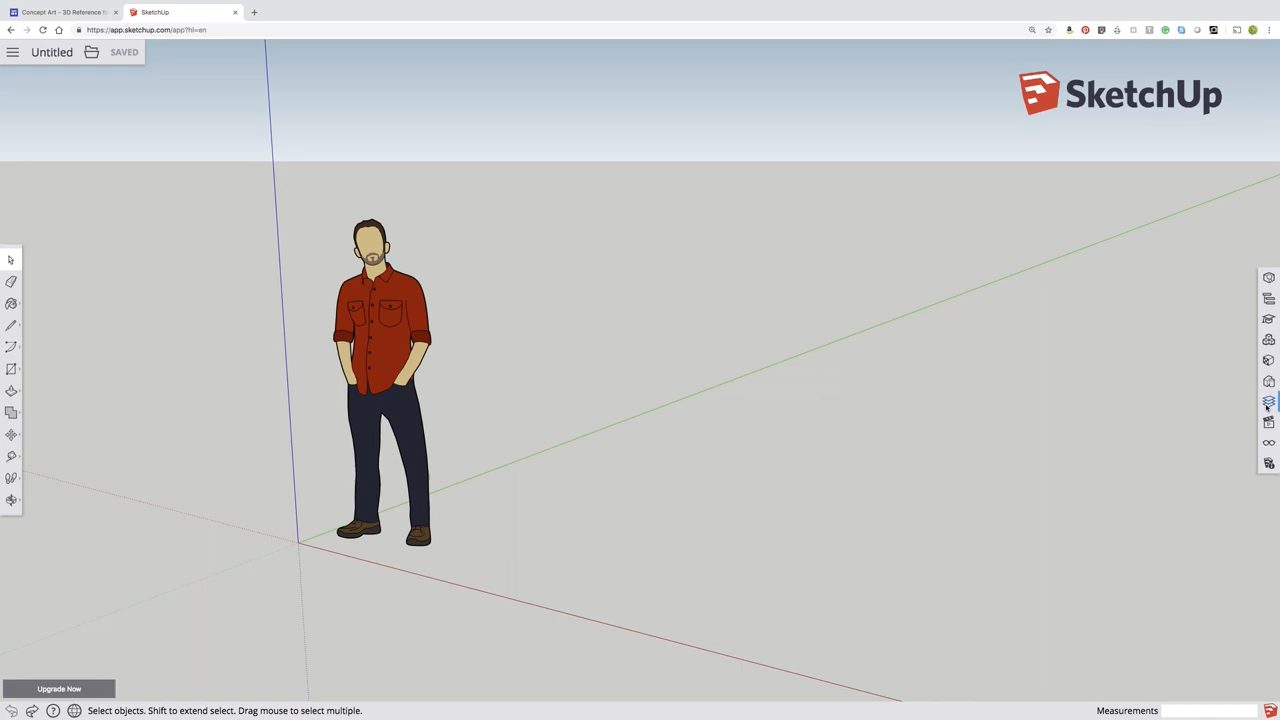 Concept Art - 3D Reference fo
SketchUp
https://app.sketchup.com/app?hl=en
Untitled
SAVED
SketchUp
Upgrade Now
Select objects. Shift to extend select. Drag mouse to select multiple.
Measurements